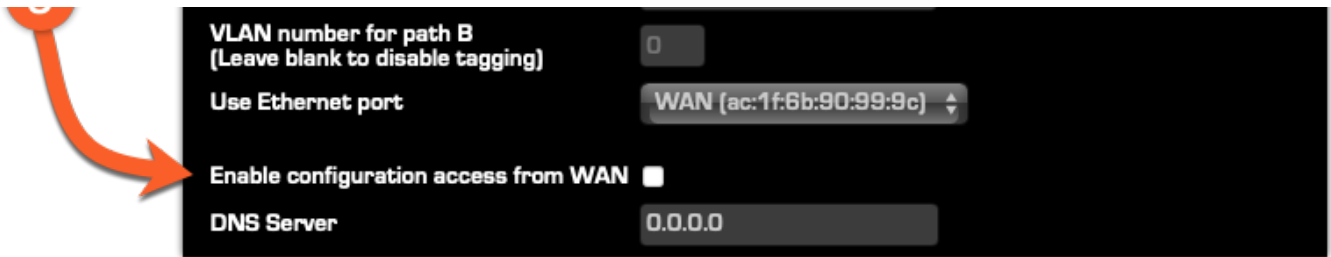 VLAN number for path B
(Leave blank to disable tagging)
0
Use Ethernet port
WAN (ac:1f:6b:90:99:9c)
Enable configuration access from WAN
DNS Server
0.0.0.0